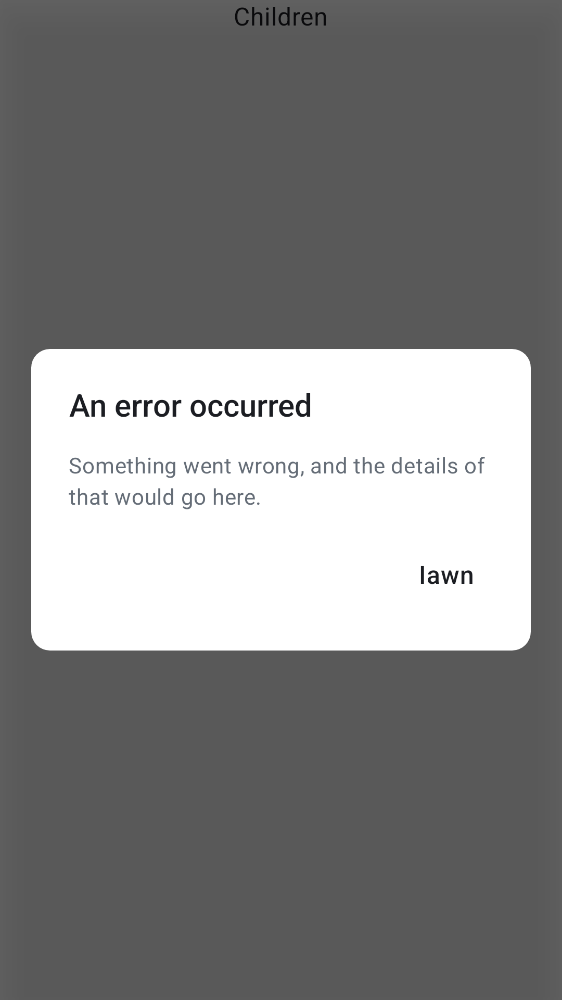 Children
An error occurred
Something went wrong, and the details of
that would go here.
lawn